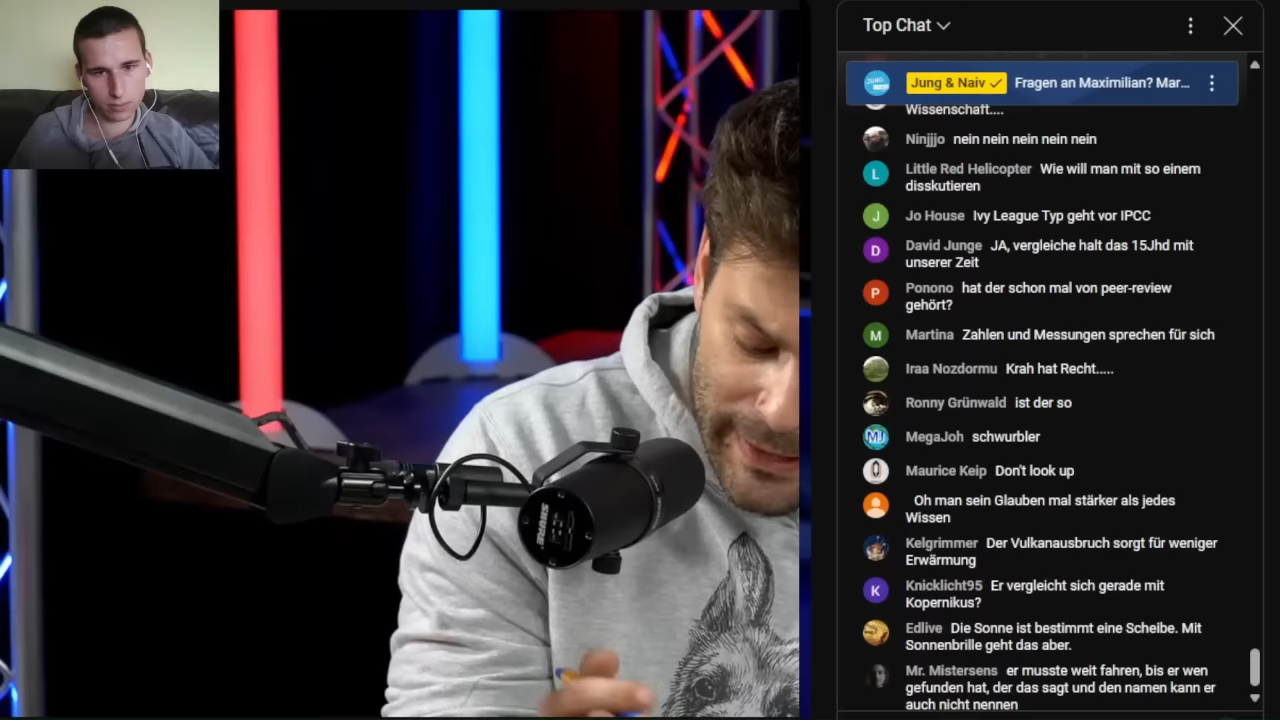 Top Chat
Jung & Naiv Fragen an Maximilian? Mar...
Wissenschaft....
Ninjjjo nein nein nein nein nein
Little Red Helicopter Wie will man mit so einem
disskutieren
Jo House Ivy League Typ geht vor IPCC
David Junge JA, vergleiche halt das 15Jhd mit
unserer Zeit
Ponono hat der schon mal von peer-review
gehört?
Martina Zahlen und Messungen sprechen für sich
Iraa Nozdormu Krah hat Recht.....
Ronny Grünwald ist der so
MegaJoh schwurbler
Maurice Keip Don't look up
Oh man sein Glauben mal stärker als jedes
Wissen
Kelgrimmer Der Vulkanausbruch sorgt für weniger
Erwärmung
Knicklicht95 Er vergleicht sich gerade mit
Kopernikus?
Edlive Die Sonne ist bestimmt eine Scheibe. Mit
Sonnenbrille geht das aber.
Mr. Mistersens er musste weit fahren, bis er wen
gefunden hat, der das sagt und den namen kann er
auch nicht nennen
L
J
D
P
M
MJ
K
SHURE